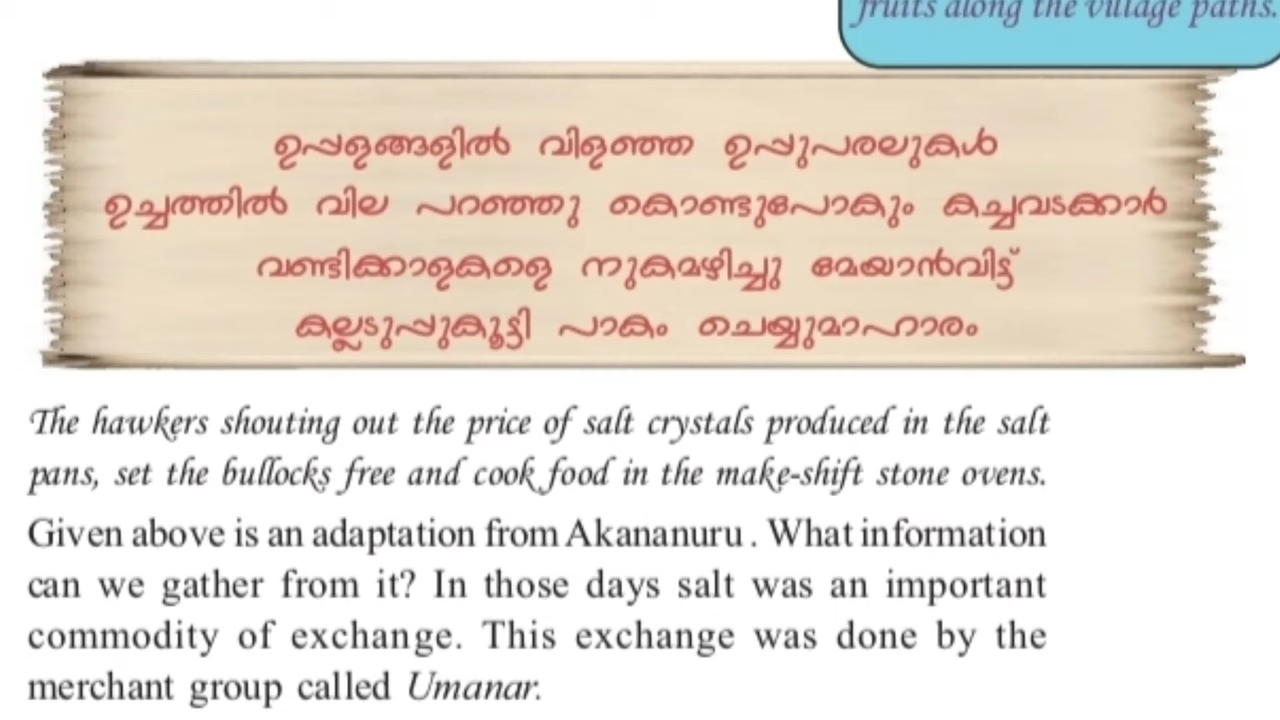 fruits along the village paths.
ഉപ്പളങ്ങളിൽ വിളഞ്ഞ ഉപ്പുപരലുകൾ
ഉച്ചത്തിൽ വില പറഞ്ഞു കൊണ്ടുപോകും കച്ചവടക്കാർ
വണ്ടിക്കാളകളെ നുകമഴിച്ചു മേയാൻവിട്ട്
കല്ലടുപ്പുകൂട്ടി പാകം ചെയ്യുമാഹാരം
The hawkers shouting out the price of salt crystals produced in the salt
pans, set the bullocks free and cook food in the make-shift stone ovens.
Given above is an adaptation from Akananuru . What information
can we gather from it? In those days salt was an important
commodity of exchange. This exchange was done by the
merchant group called Umanar.